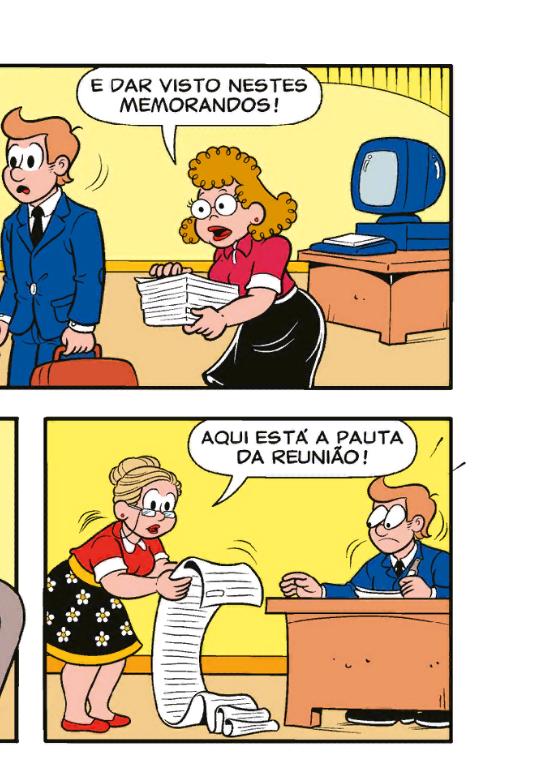 E DAR VISTO NESTES
MEMORANDOS!
AQUI ESTÁ A PAUTA
DA REUNIÃO!